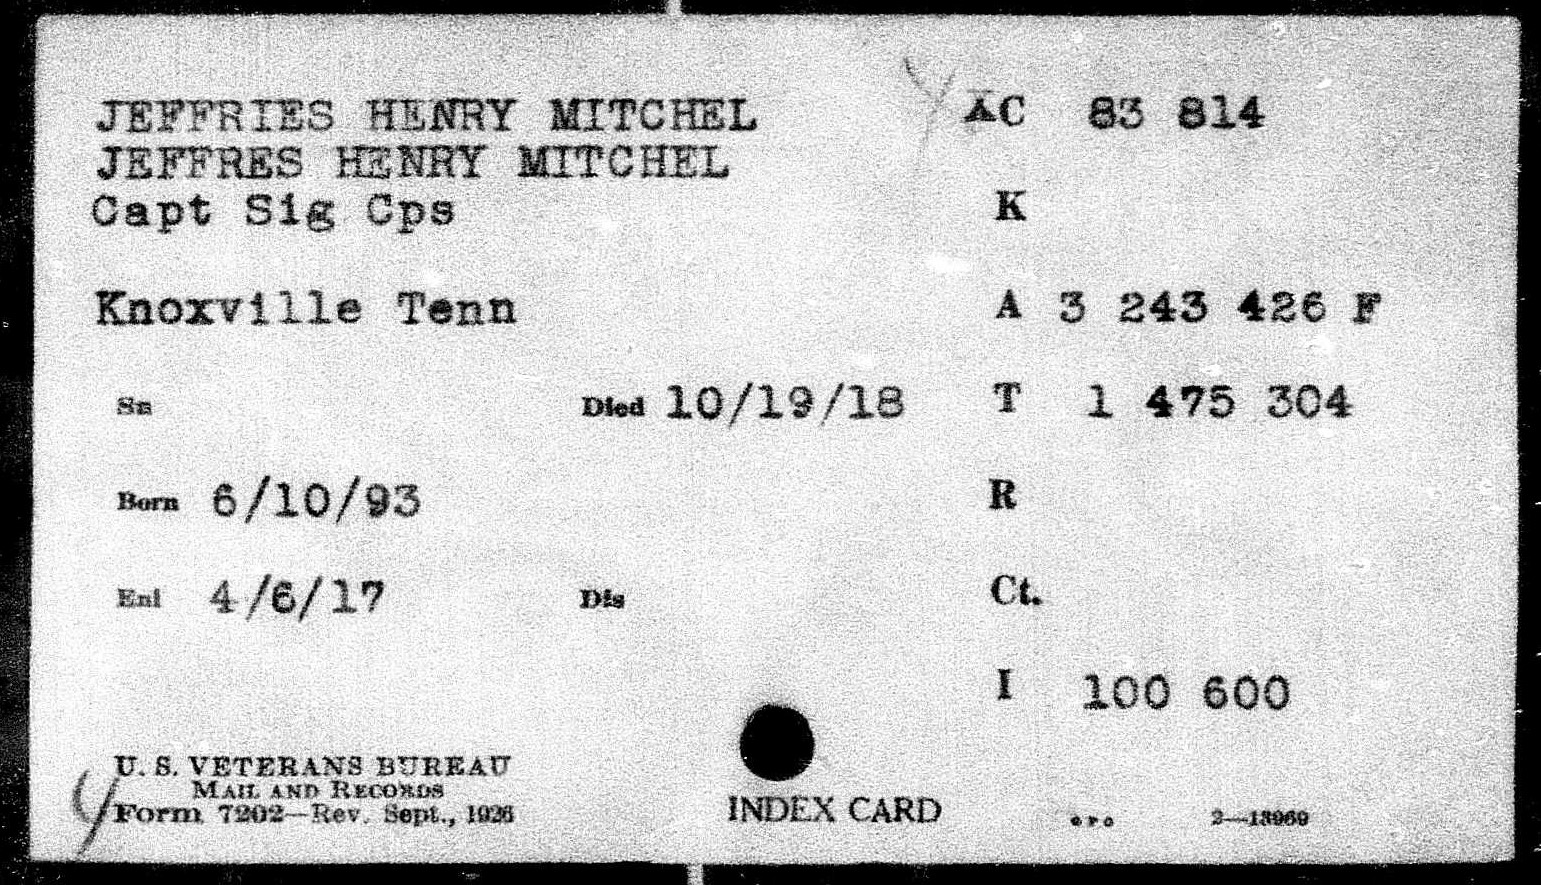 JEFFRIES HENRY MITCHEL
JEFFRES HENRY MITCHEL
Capt Sig Cps
Knoxville Tenn
Sn
Died 10/19/18
Born 6/10/93
Enl 4/6/17
Dis
AC 83 814
K
A 3 243 426 F
T 1 475 304
R
Ct.
I 100 600
U. S. VETERANS BUREAU
MAIL AND RECORDS
Form 7202—Rev. Sept., 1926
INDEX CARD
2—13969